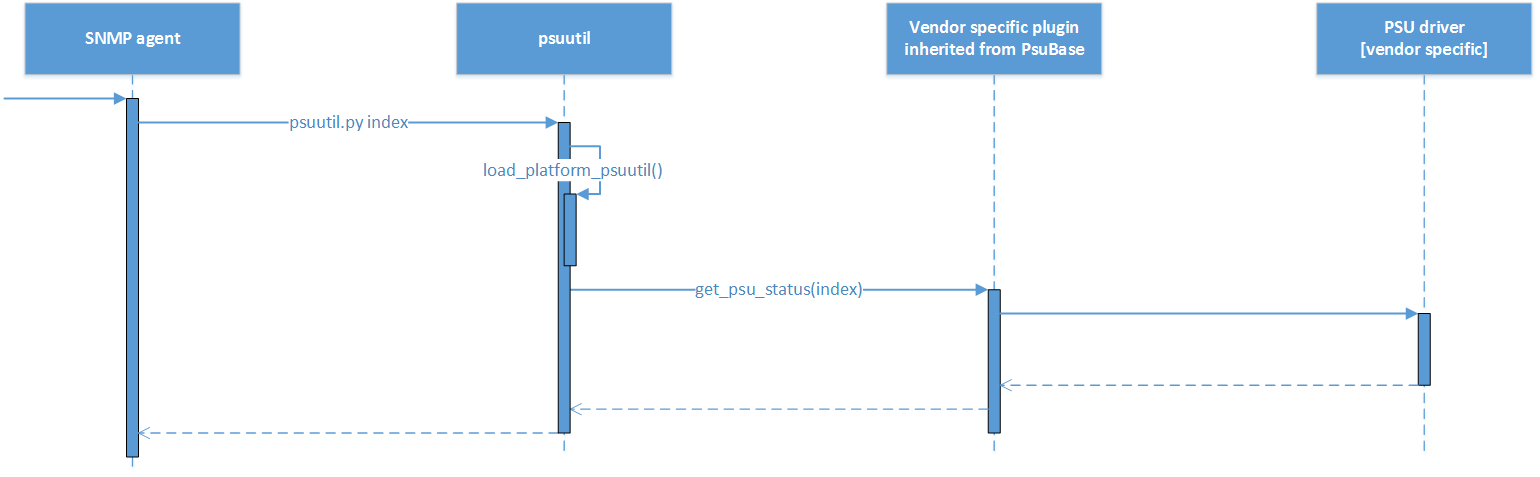 SNMP agent
psuutil
Vendor specific plugin
inherited from PsuBase
PSU driver
[vendor specific]
psuutil.py index
load_platform_psuutil()
get_psu_status(index)